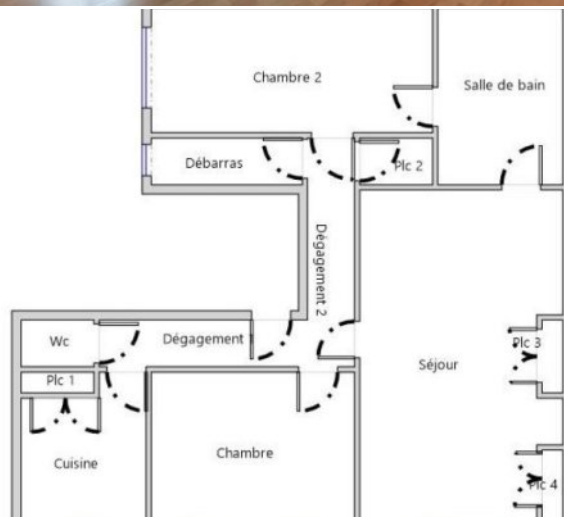 Chambre 2
Salle de bain
Débarras
Plc 2
Dégagement 2
Wc
Dégagement 1
Plc 3
Séjour
Plc 1
Chambre
Cuisine
Plc 4